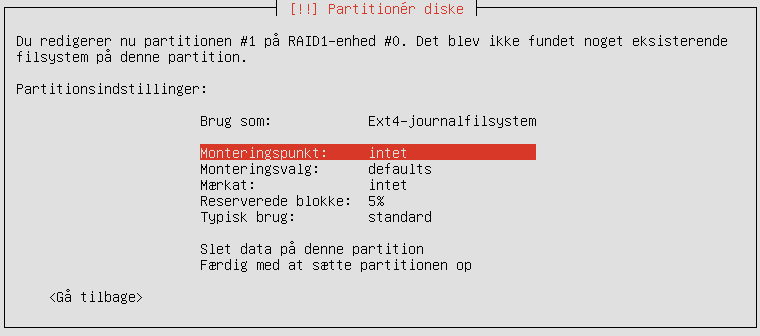 [!!] Partitionér diske
Du redigerer nu partitionen #1 på RAID1-enhed #0. Det blev ikke fundet noget eksisterende
filsystem på denne partition.
Partitionsindstillinger:
Brug som: Ext4-journalfilsystem
Monteringspunkt: intet
Monteringsvalg: defaults
Mærkat: intet
Reserverede blokke: 5%
Typisk brug: standard
Slet data på denne partition
Færdig med at sætte partitionen op
<Gå tilbage>